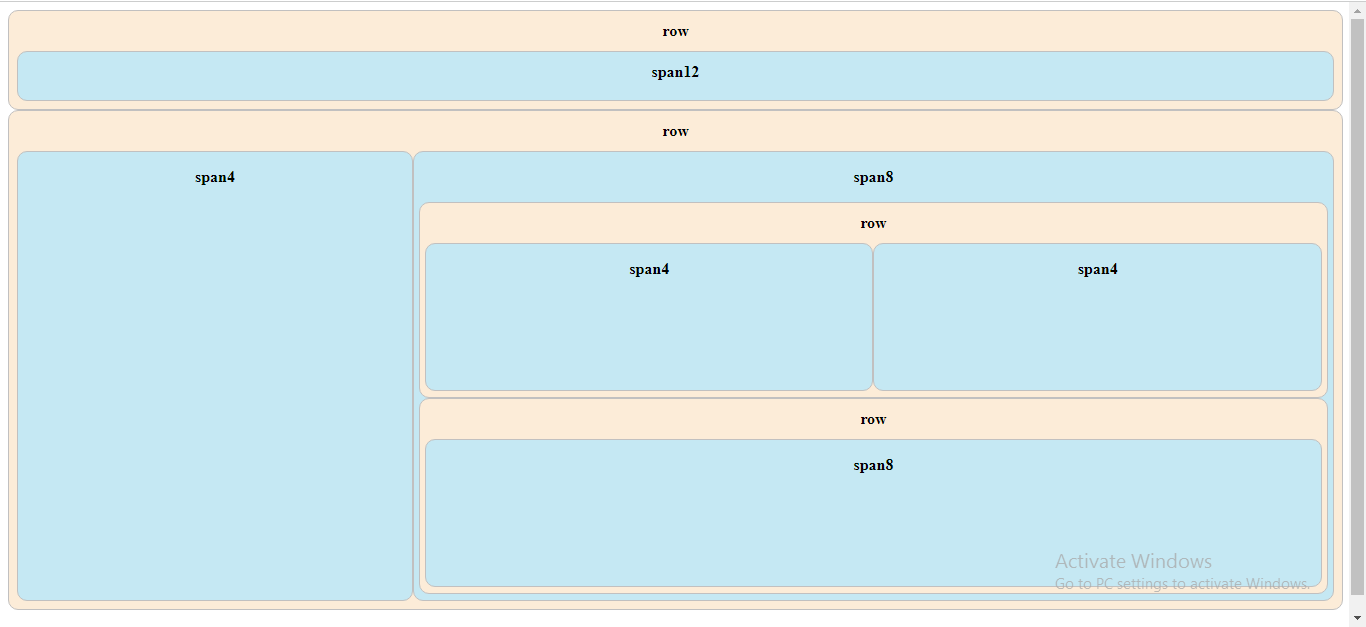 row
span12
row
span4
span8
row
span4
span4
row
span8
Activate Windows
Go to PC settings to activate Windows.